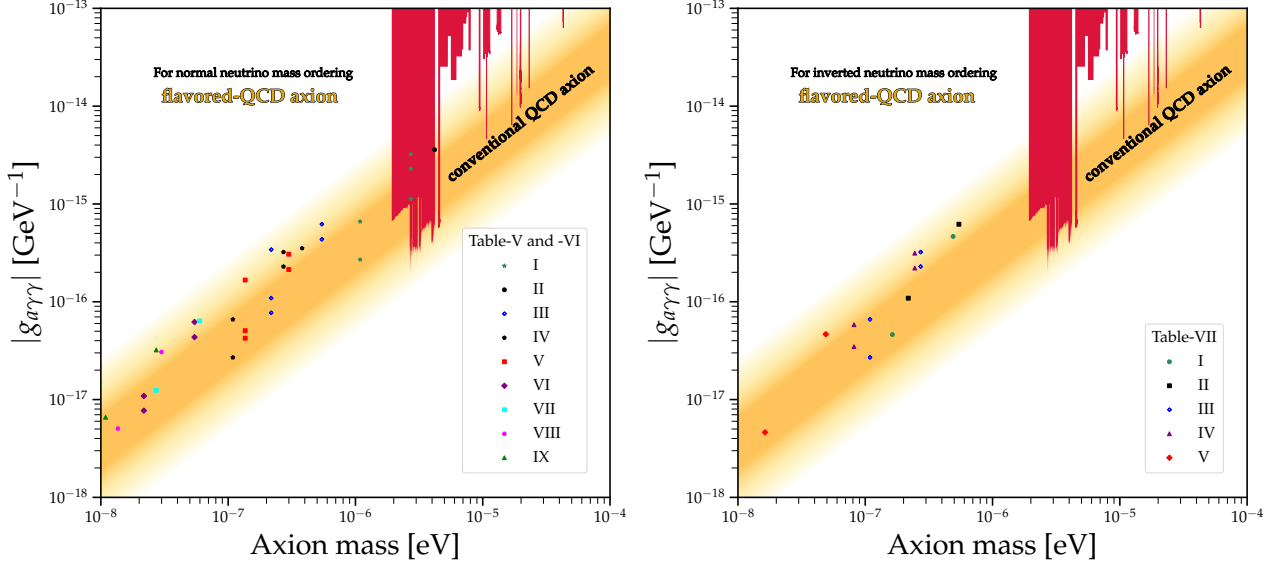 10⁻¹³
10⁻¹⁴
10⁻¹⁵
10⁻¹⁶
10⁻¹⁷
10⁻¹⁸
|g_{aγγ}| [GeV⁻¹]
For normal neutrino mass ordering
flavored-QCD axion
conventional QCD axion
Table-V and -VI
I
II
III
IV
V
VI
VII
VIII
IX
10⁻⁸
10⁻⁷
10⁻⁶
10⁻⁵
10⁻⁴
Axion mass [eV]
10⁻¹³
10⁻¹⁴
10⁻¹⁵
10⁻¹⁶
10⁻¹⁷
10⁻¹⁸
|g_{aγγ}| [GeV⁻¹]
For inverted neutrino mass ordering
flavored-QCD axion
conventional QCD axion
Table-VII
I
II
III
IV
V
10⁻⁸
10⁻⁷
10⁻⁶
10⁻⁵
10⁻⁴
Axion mass [eV]